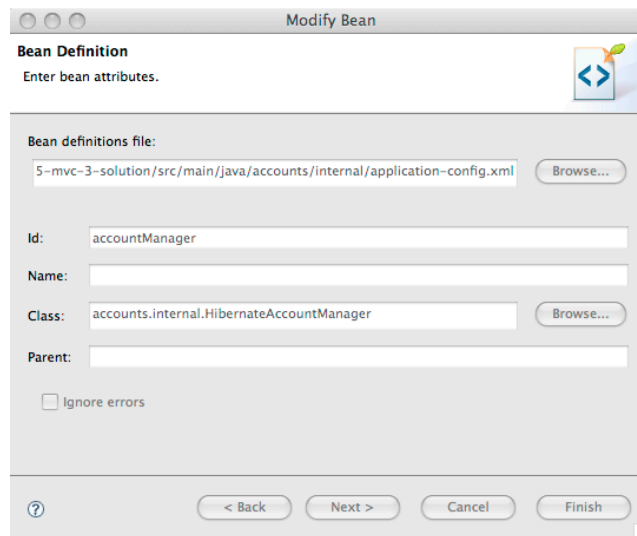 Modify Bean
Bean Definition
Enter bean attributes.
Bean definitions file:
5-mvc-3-solution/src/main/java/accounts/internal/application-config.xml
Browse...
Id: accountManager
Name:
Class: accounts.internal.HibernateAccountManager Browse...
Parent:
Ignore errors
? < Back Next > Cancel Finish